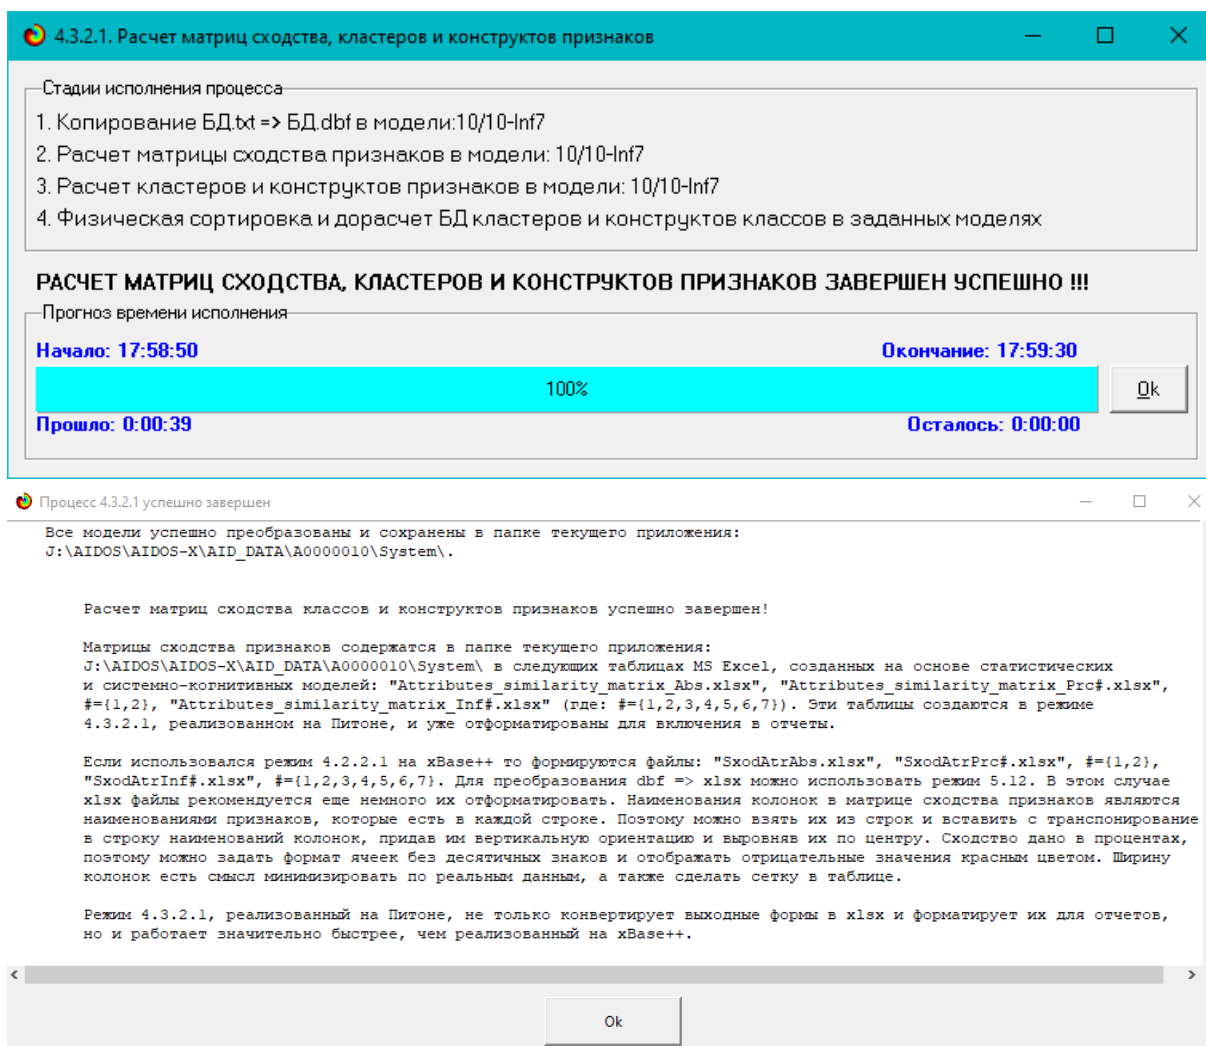 4.3.2.1. Расчет матриц сходства, кластеров и конструктов признаков
Стадии исполнения процесса
1. Копирование БД.txt => БД.dbf в модели:10/10-Inf7
2. Расчет матрицы сходства признаков в модели: 10/10-Inf7
3. Расчет кластеров и конструктов признаков в модели: 10/10-Inf7
4. Физическая сортировка и дорасчет БД кластеров и конструктов классов в заданных моделях
РАСЧЕТ МАТРИЦ СХОДСТВА, КЛАСТЕРОВ И КОНСТРУКТОВ ПРИЗНАКОВ ЗАВЕРШЕН УСПЕШНО !!!
Прогноз времени исполнения
Начало: 17:58:50
Окончание: 17:59:30
100%
Ok
Прошло: 0:00:39
Осталось: 0:00:00
Процесс 4.3.2.1 успешно завершен
Все модели успешно преобразованы и сохранены в папке текущего приложения:
J:\AIDOS\AIDOS-X\AID_DATA\A0000010\System\.
Расчет матриц сходства классов и конструктов признаков успешно завершен!
Матрицы сходства признаков содержатся в папке текущего приложения:
J:\AIDOS\AIDOS-X\AID_DATA\A0000010\System\ в следующих таблицах MS Excel, созданных на основе статистических
и системно-когнитивных моделей: "Attributes_similarity_matrix_Abs.xlsx", "Attributes_similarity_matrix_Prc#.xlsx",
#={1,2}, "Attributes_similarity_matrix_Inf#.xlsx" (где: #={1,2,3,4,5,6,7}). Эти таблицы создаются в режиме
4.3.2.1, реализованном на Питоне, и уже отформатированы для включения в отчеты.
Если использовался режим 4.2.2.1 на xBase++ то формируются файлы: "SxodAtrAbs.xlsx", "SxodAtrPrc#.xlsx", #={1,2},
"SxodAtrInf#.xlsx", #={1,2,3,4,5,6,7}. Для преобразования dbf => xlsx можно использовать режим 5.12. В этом случае
xlsx файлы рекомендуется еще немного их отформатировать. Наименования колонок в матрице сходства признаков являются
наименованиями признаков, которые есть в каждой строке. Поэтому можно взять их из строк и вставить с транспонирование
в строку наименований колонок, придав им вертикальную ориентацию и выровняв их по центру. Сходство дано в процентах,
поэтому можно задать формат ячеек без десятичных знаков и отображать отрицательные значения красным цветом. Ширину
колонок есть смысл минимизировать по реальным данным, а также сделать сетку в таблице.
Режим 4.3.2.1, реализованный на Питоне, не только конвертирует выходные формы в xlsx и форматирует их для отчетов,
но и работает значительно быстрее, чем реализованный на xBase++.
Ok